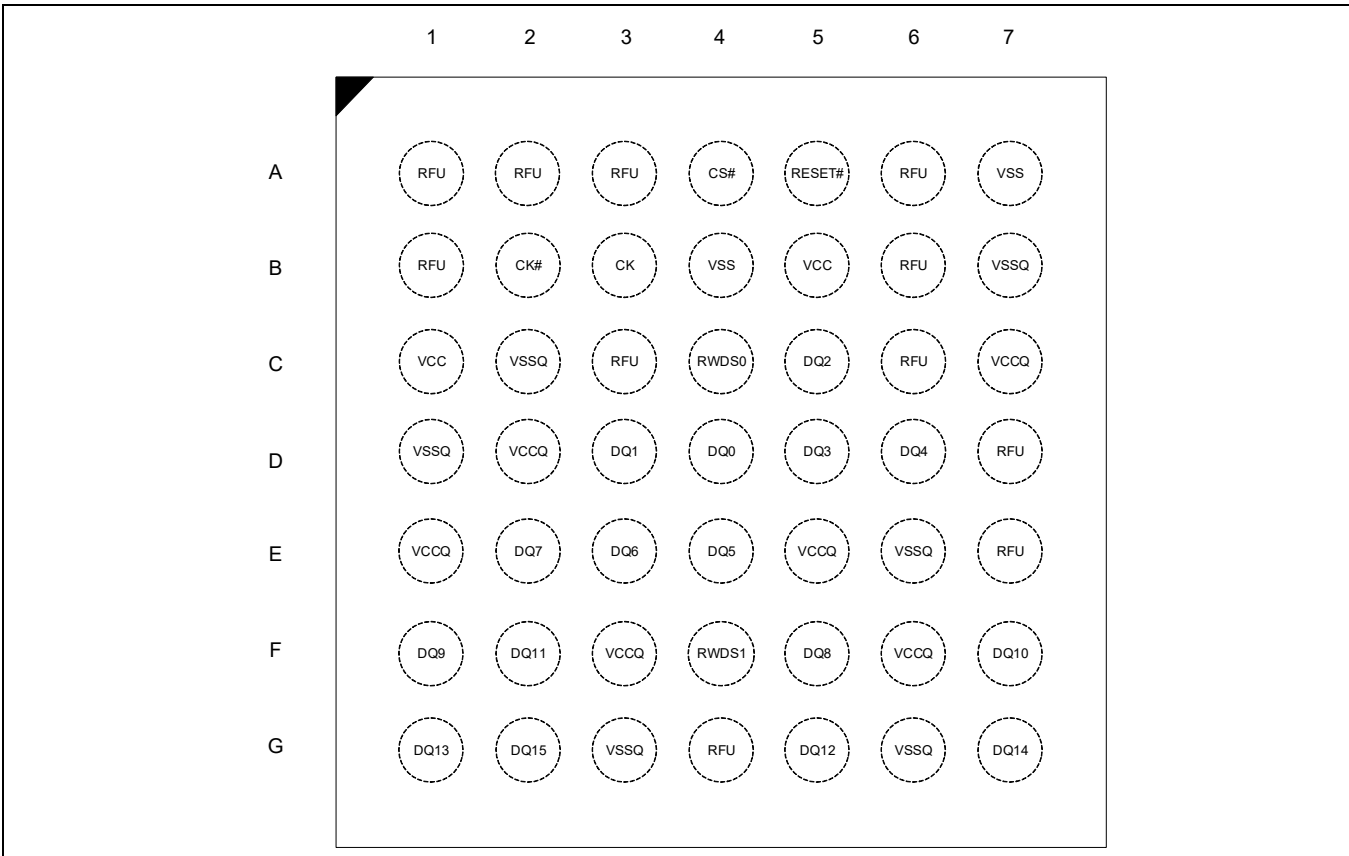 1 2 3 4 5 6 7
A RFU RFU RFU CS# RESET# RFU VSS
B RFU CK# CK VSS VCC RFU VSSQ
C VCC VSSQ RFU RWDS0 DQ2 RFU VCCQ
D VSSQ VCCQ DQ1 DQ0 DQ3 DQ4 RFU
E VCCQ DQ7 DQ6 DQ5 VCCQ VSSQ RFU
F DQ9 DQ11 VCCQ RWDS1 DQ8 VCCQ DQ10
G DQ13 DQ15 VSSQ RFU DQ12 VSSQ DQ14